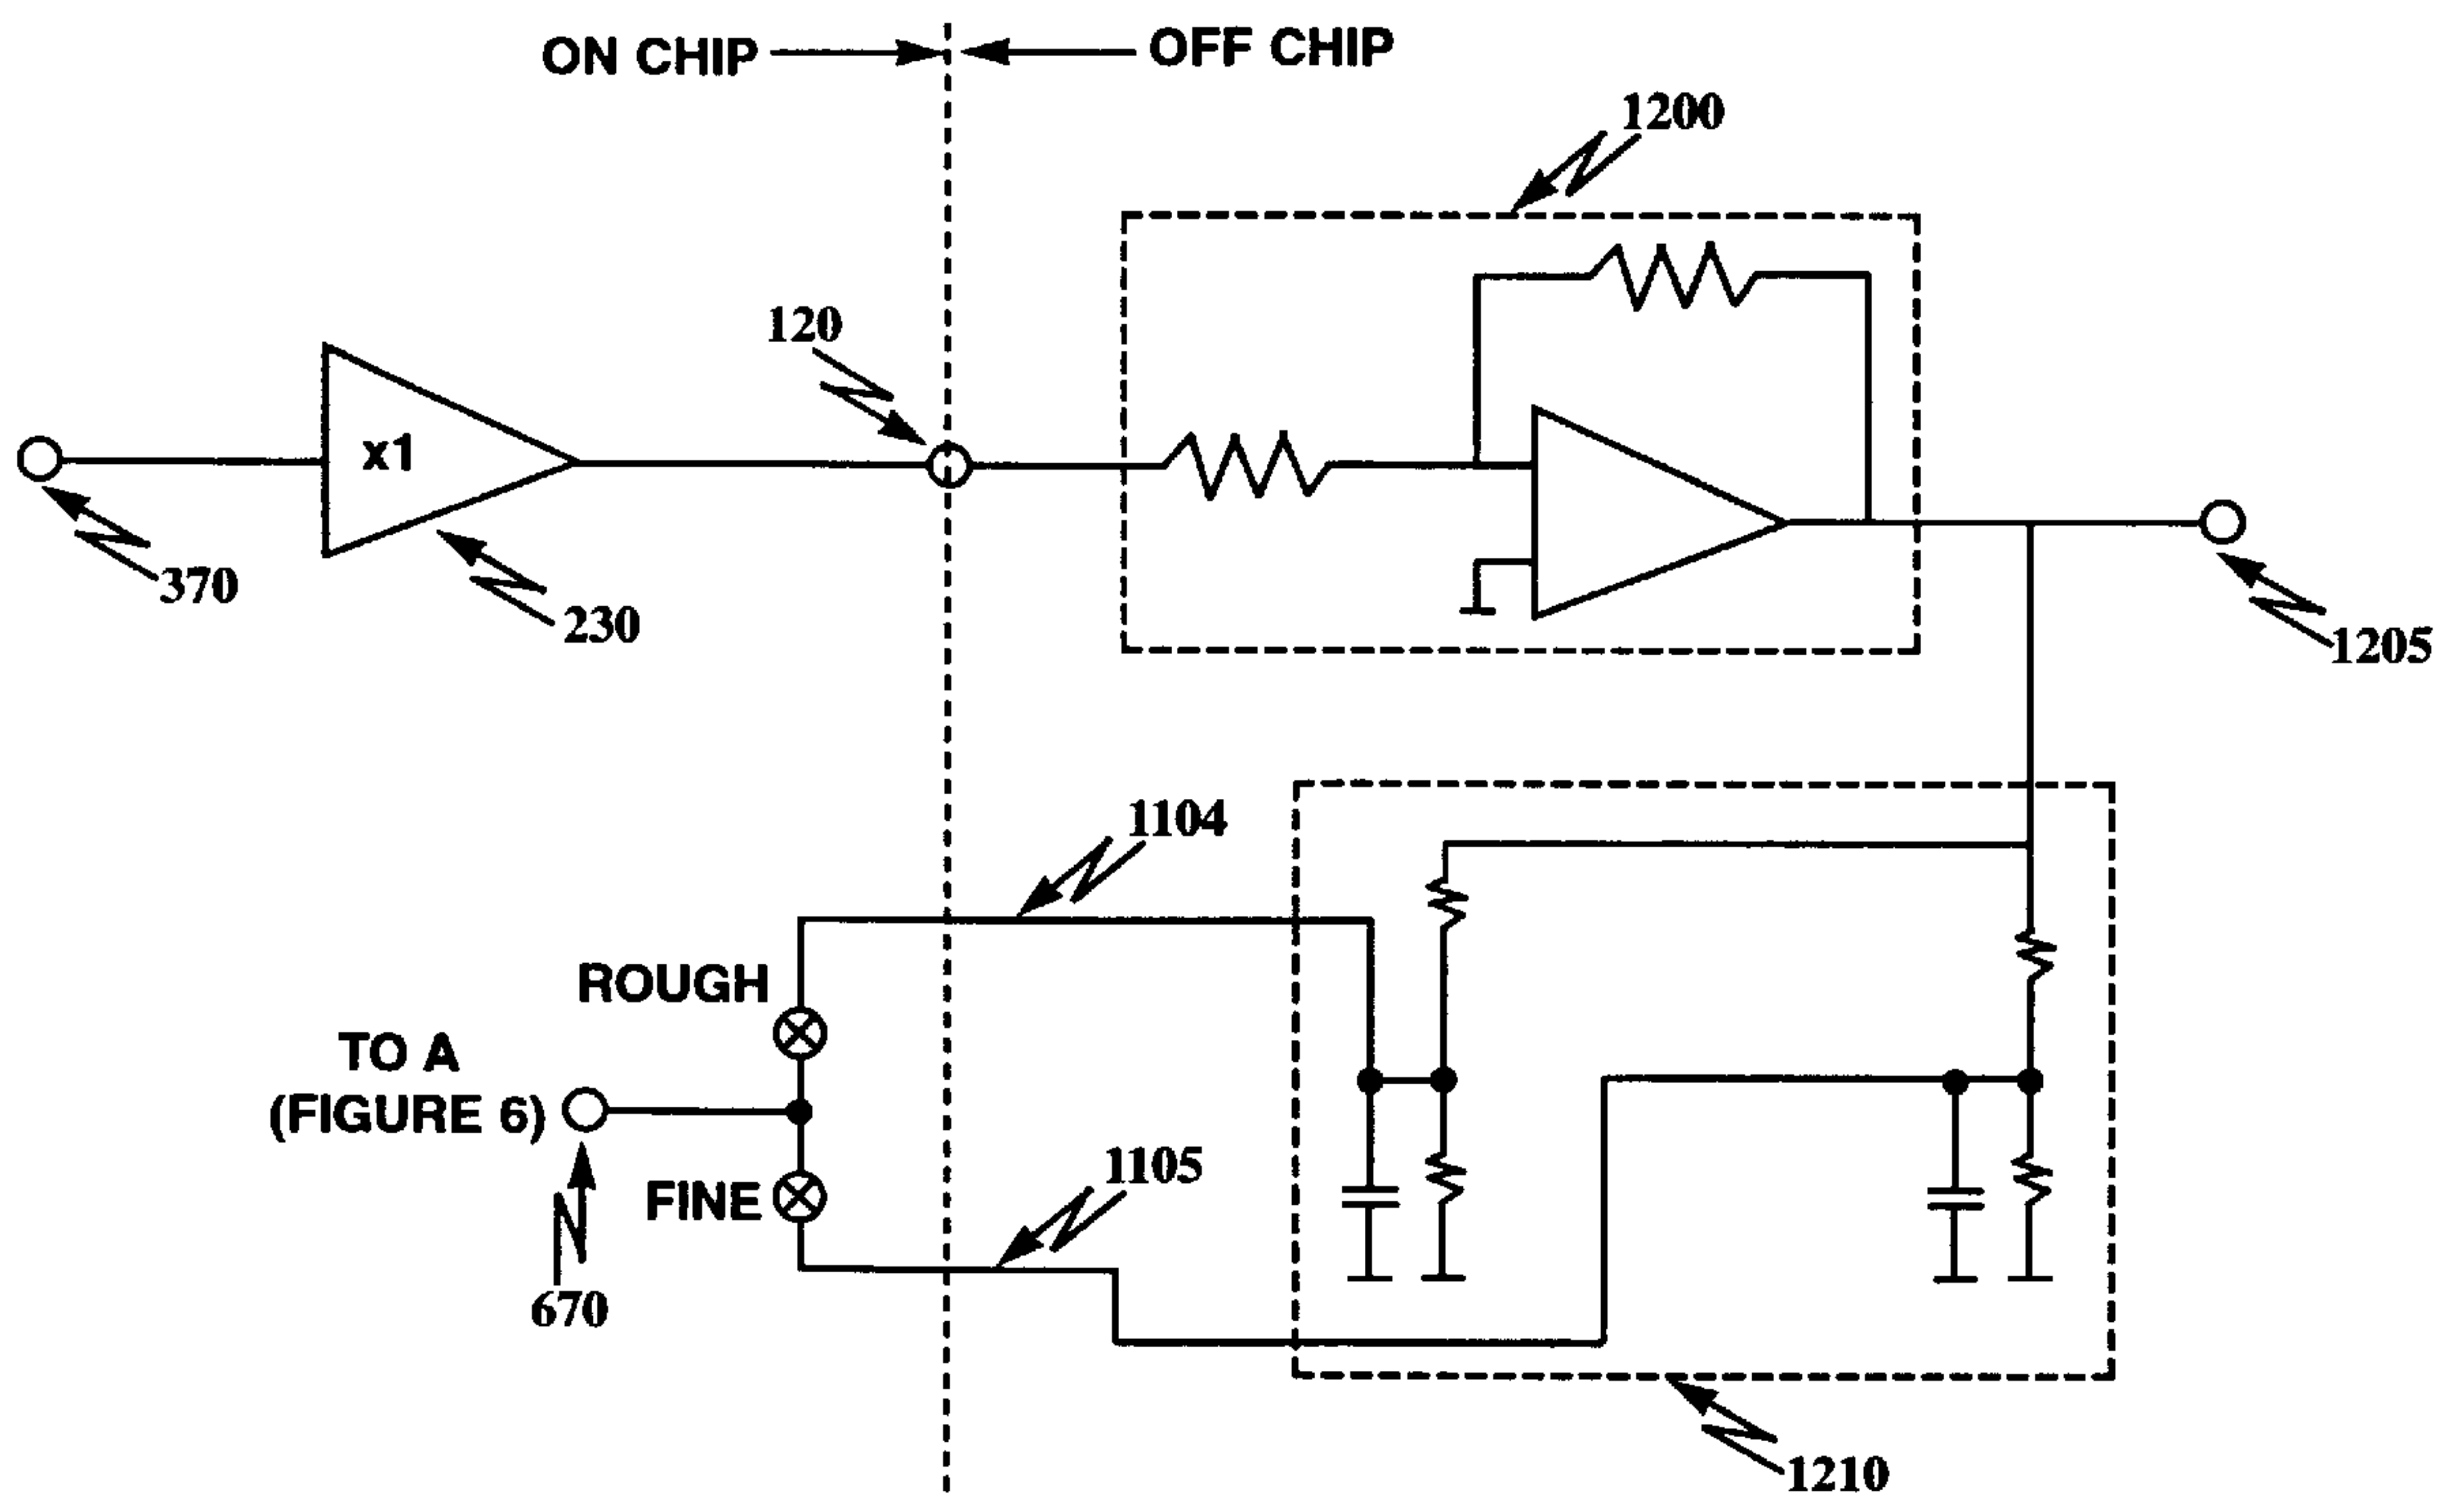 ON CHIP
OFF CHIP
1200
120
x1
370
230
1205
1104
ROUGH
TO A
(FIGURE 6)
1105
FINE
670
1210